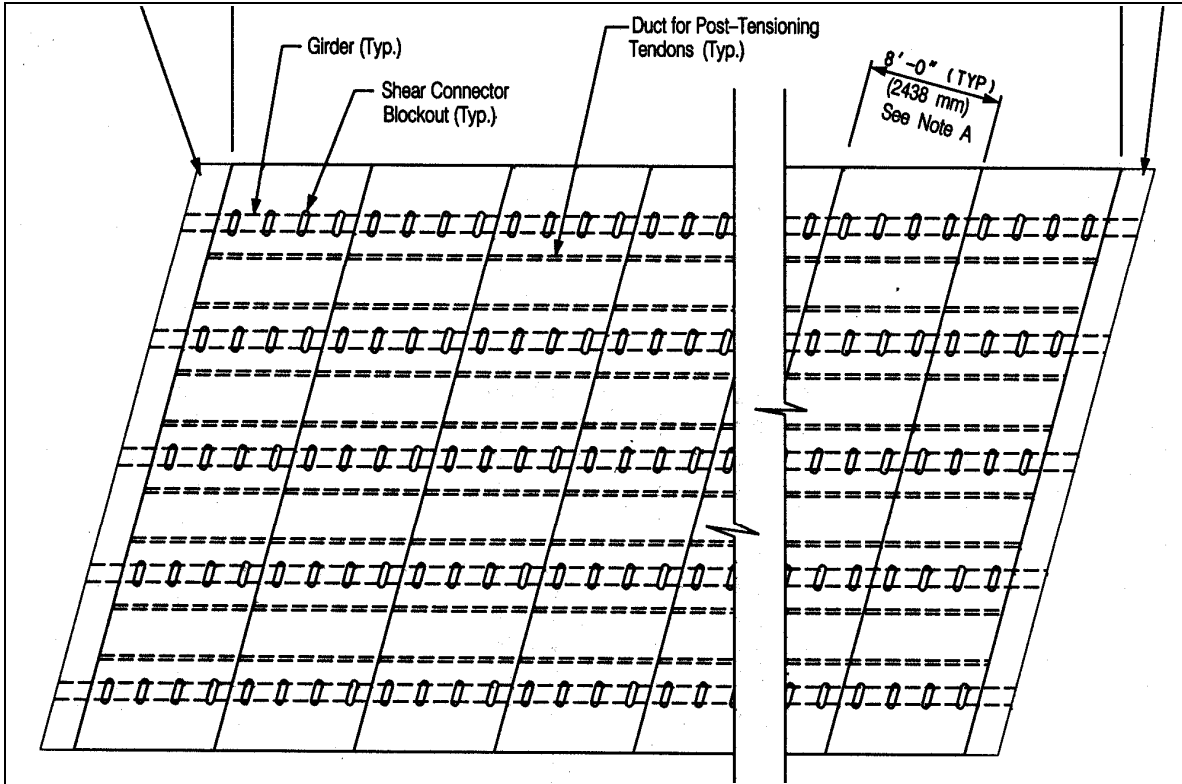 Girder (Typ.)
Shear Connector
Blockout (Typ.)
Duct for Post-Tensioning
Tendons (Typ.)
8'-0" (TYP)
(2438 mm)
See Note A